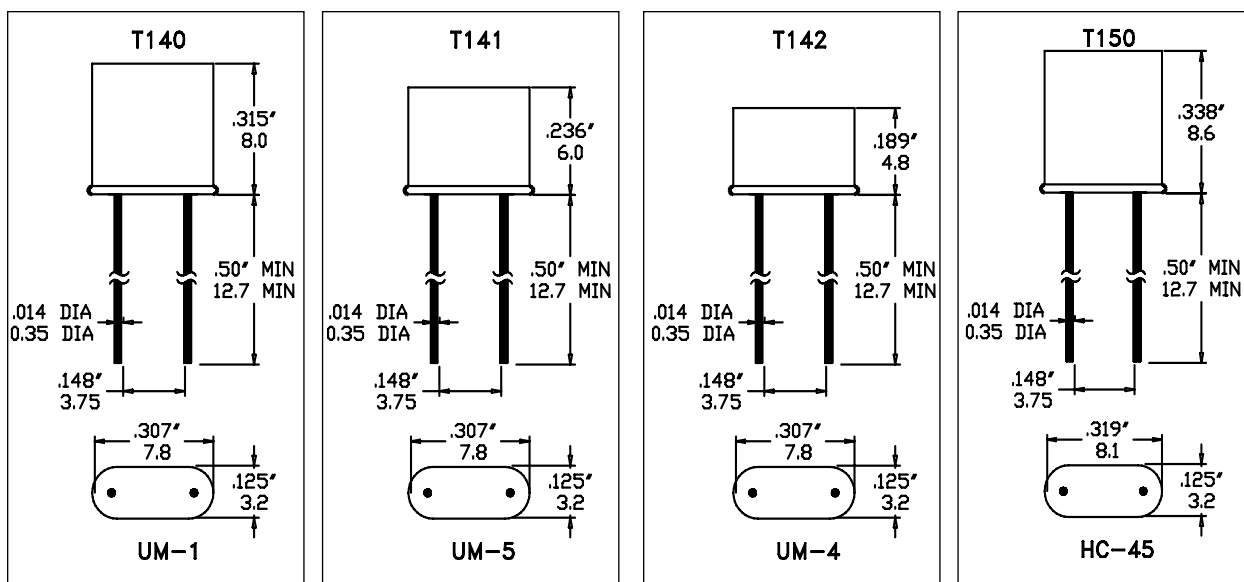 T140
.315"
8.0
.50" MIN
12.7 MIN
.014 DIA
0.35 DIA
.148"
3.75
.307"
7.8
.125"
3.2
UM-1
T141
.236"
6.0
.50" MIN
12.7 MIN
.014 DIA
0.35 DIA
.148"
3.75
.307"
7.8
.125"
3.2
UM-5
T142
.189"
4.8
.50" MIN
12.7 MIN
.014 DIA
0.35 DIA
.148"
3.75
.307"
7.8
.125"
3.2
UM-4
T150
.338"
8.6
.50" MIN
12.7 MIN
.014 DIA
0.35 DIA
.148"
3.75
.319"
8.1
.125"
3.2
HC-45